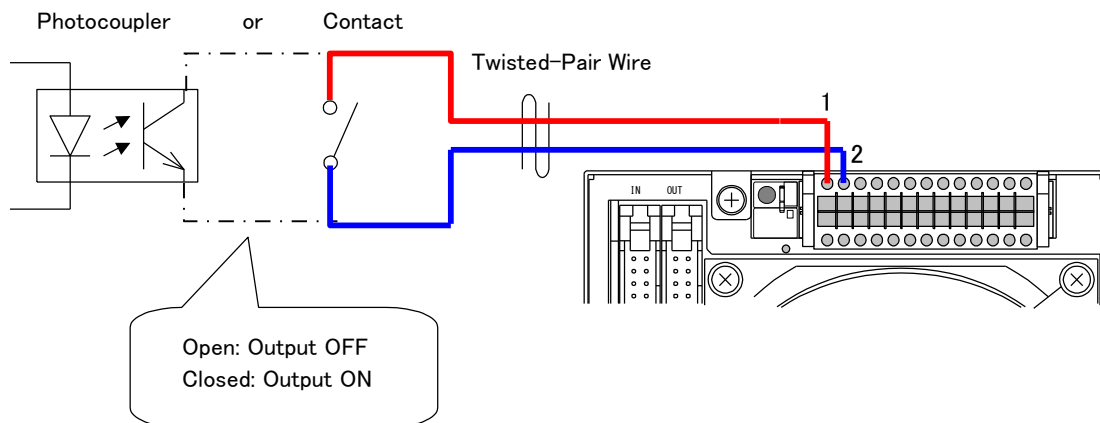 Photocoupler or Contact
Twisted-Pair Wire
1
2
IN OUT
Open: Output OFF
Closed: Output ON